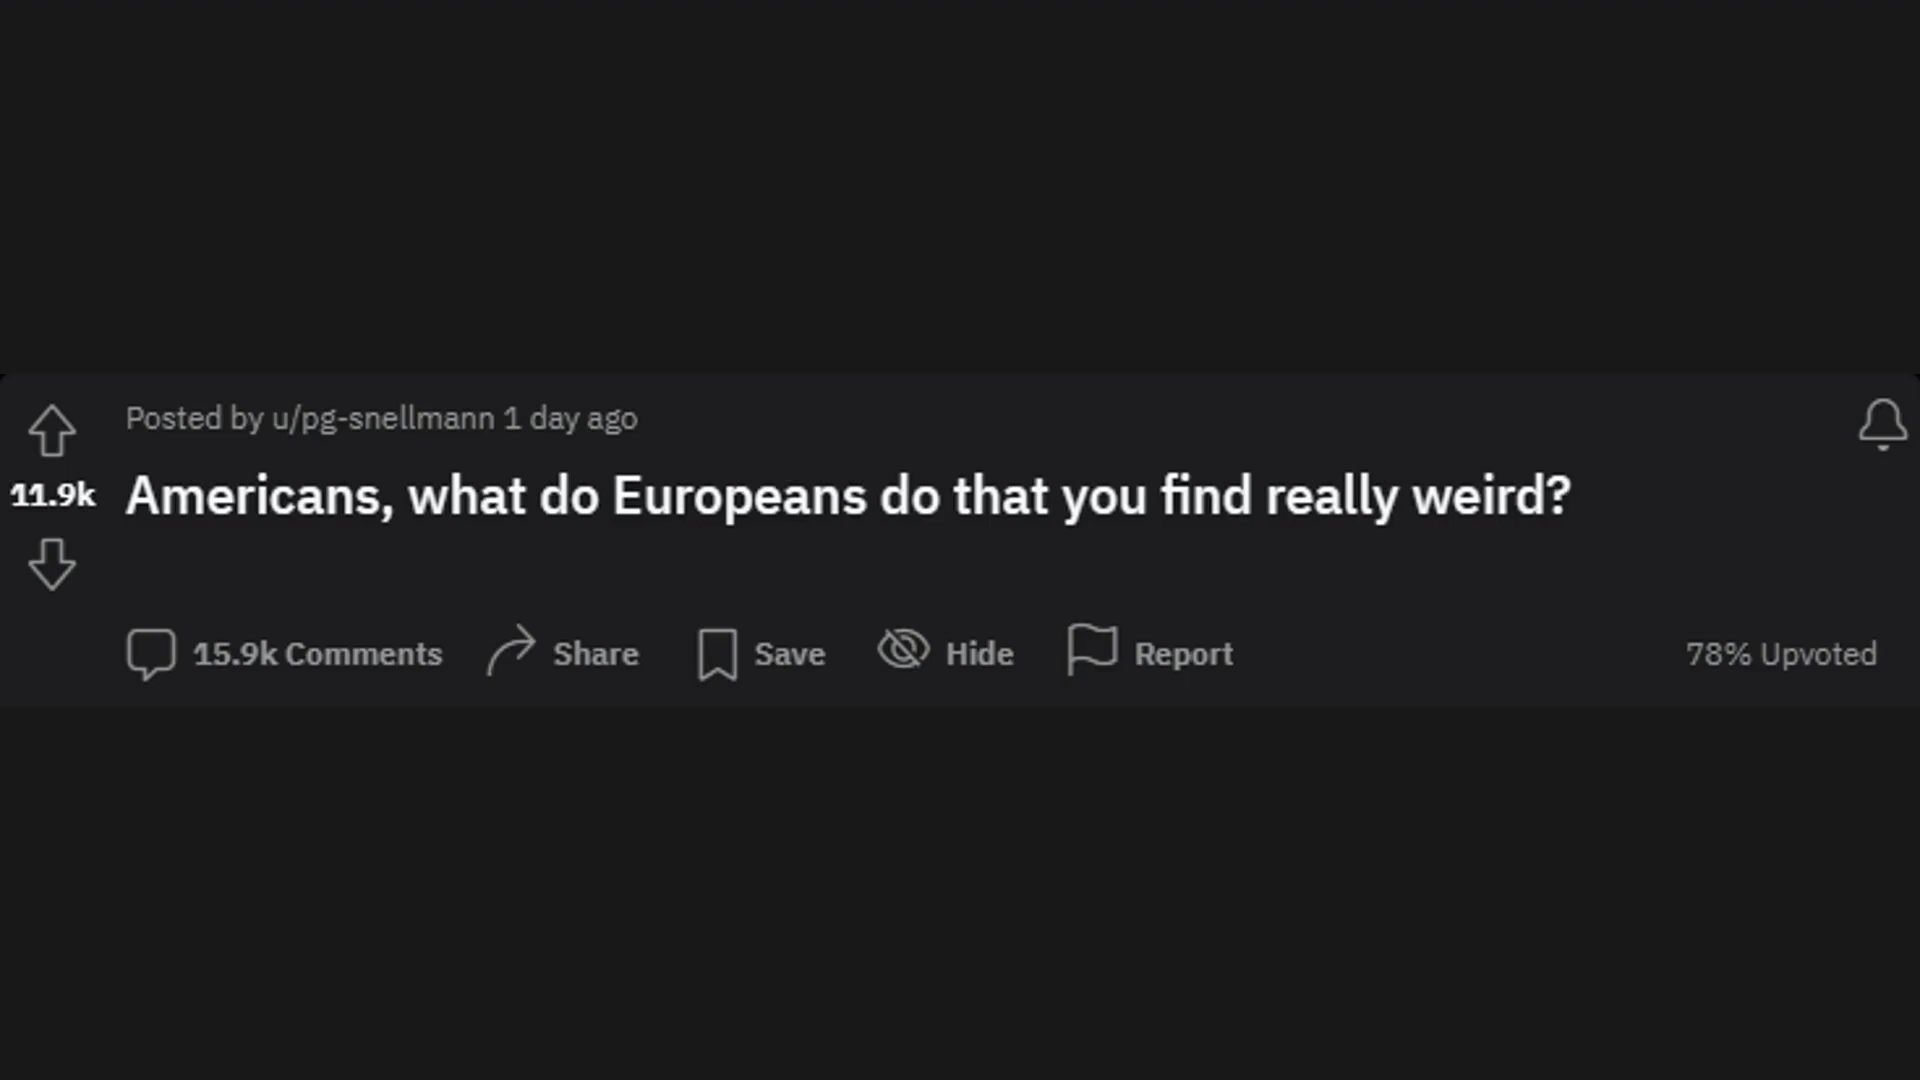 Posted by u/pg-snellmann 1 day ago
11.9k Americans, what do Europeans do that you find really weird?
15.9k Comments Share Save Hide Report 78% Upvoted